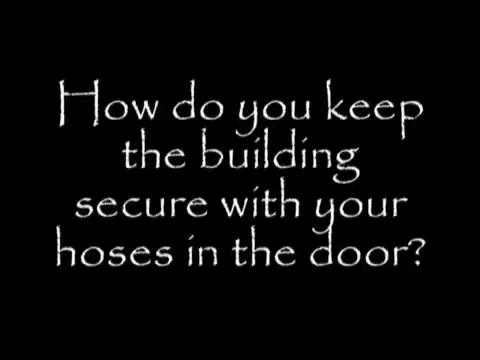 How do you keep
the building
secure with your
hoses in the door?